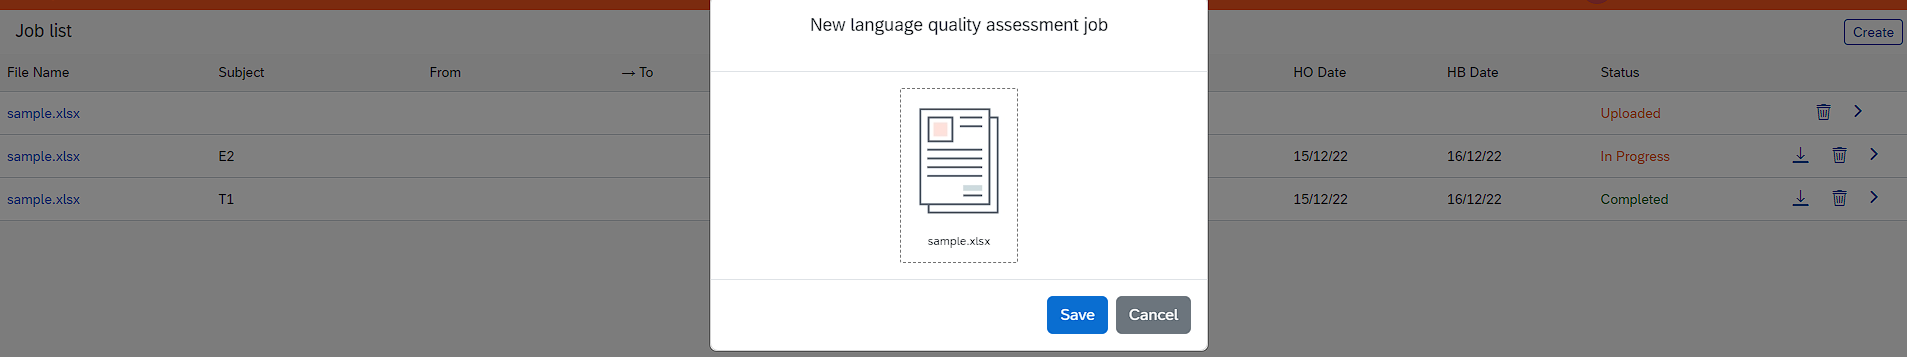 New language quality assessment job
Job list
Create
File Name Subject From → To HO Date HB Date Status
sample.xlsx Uploaded
sample.xlsx E2 15/12/22 16/12/22 In Progress
sample.xlsx T1 15/12/22 16/12/22 Completed
sample.xlsx
Save Cancel